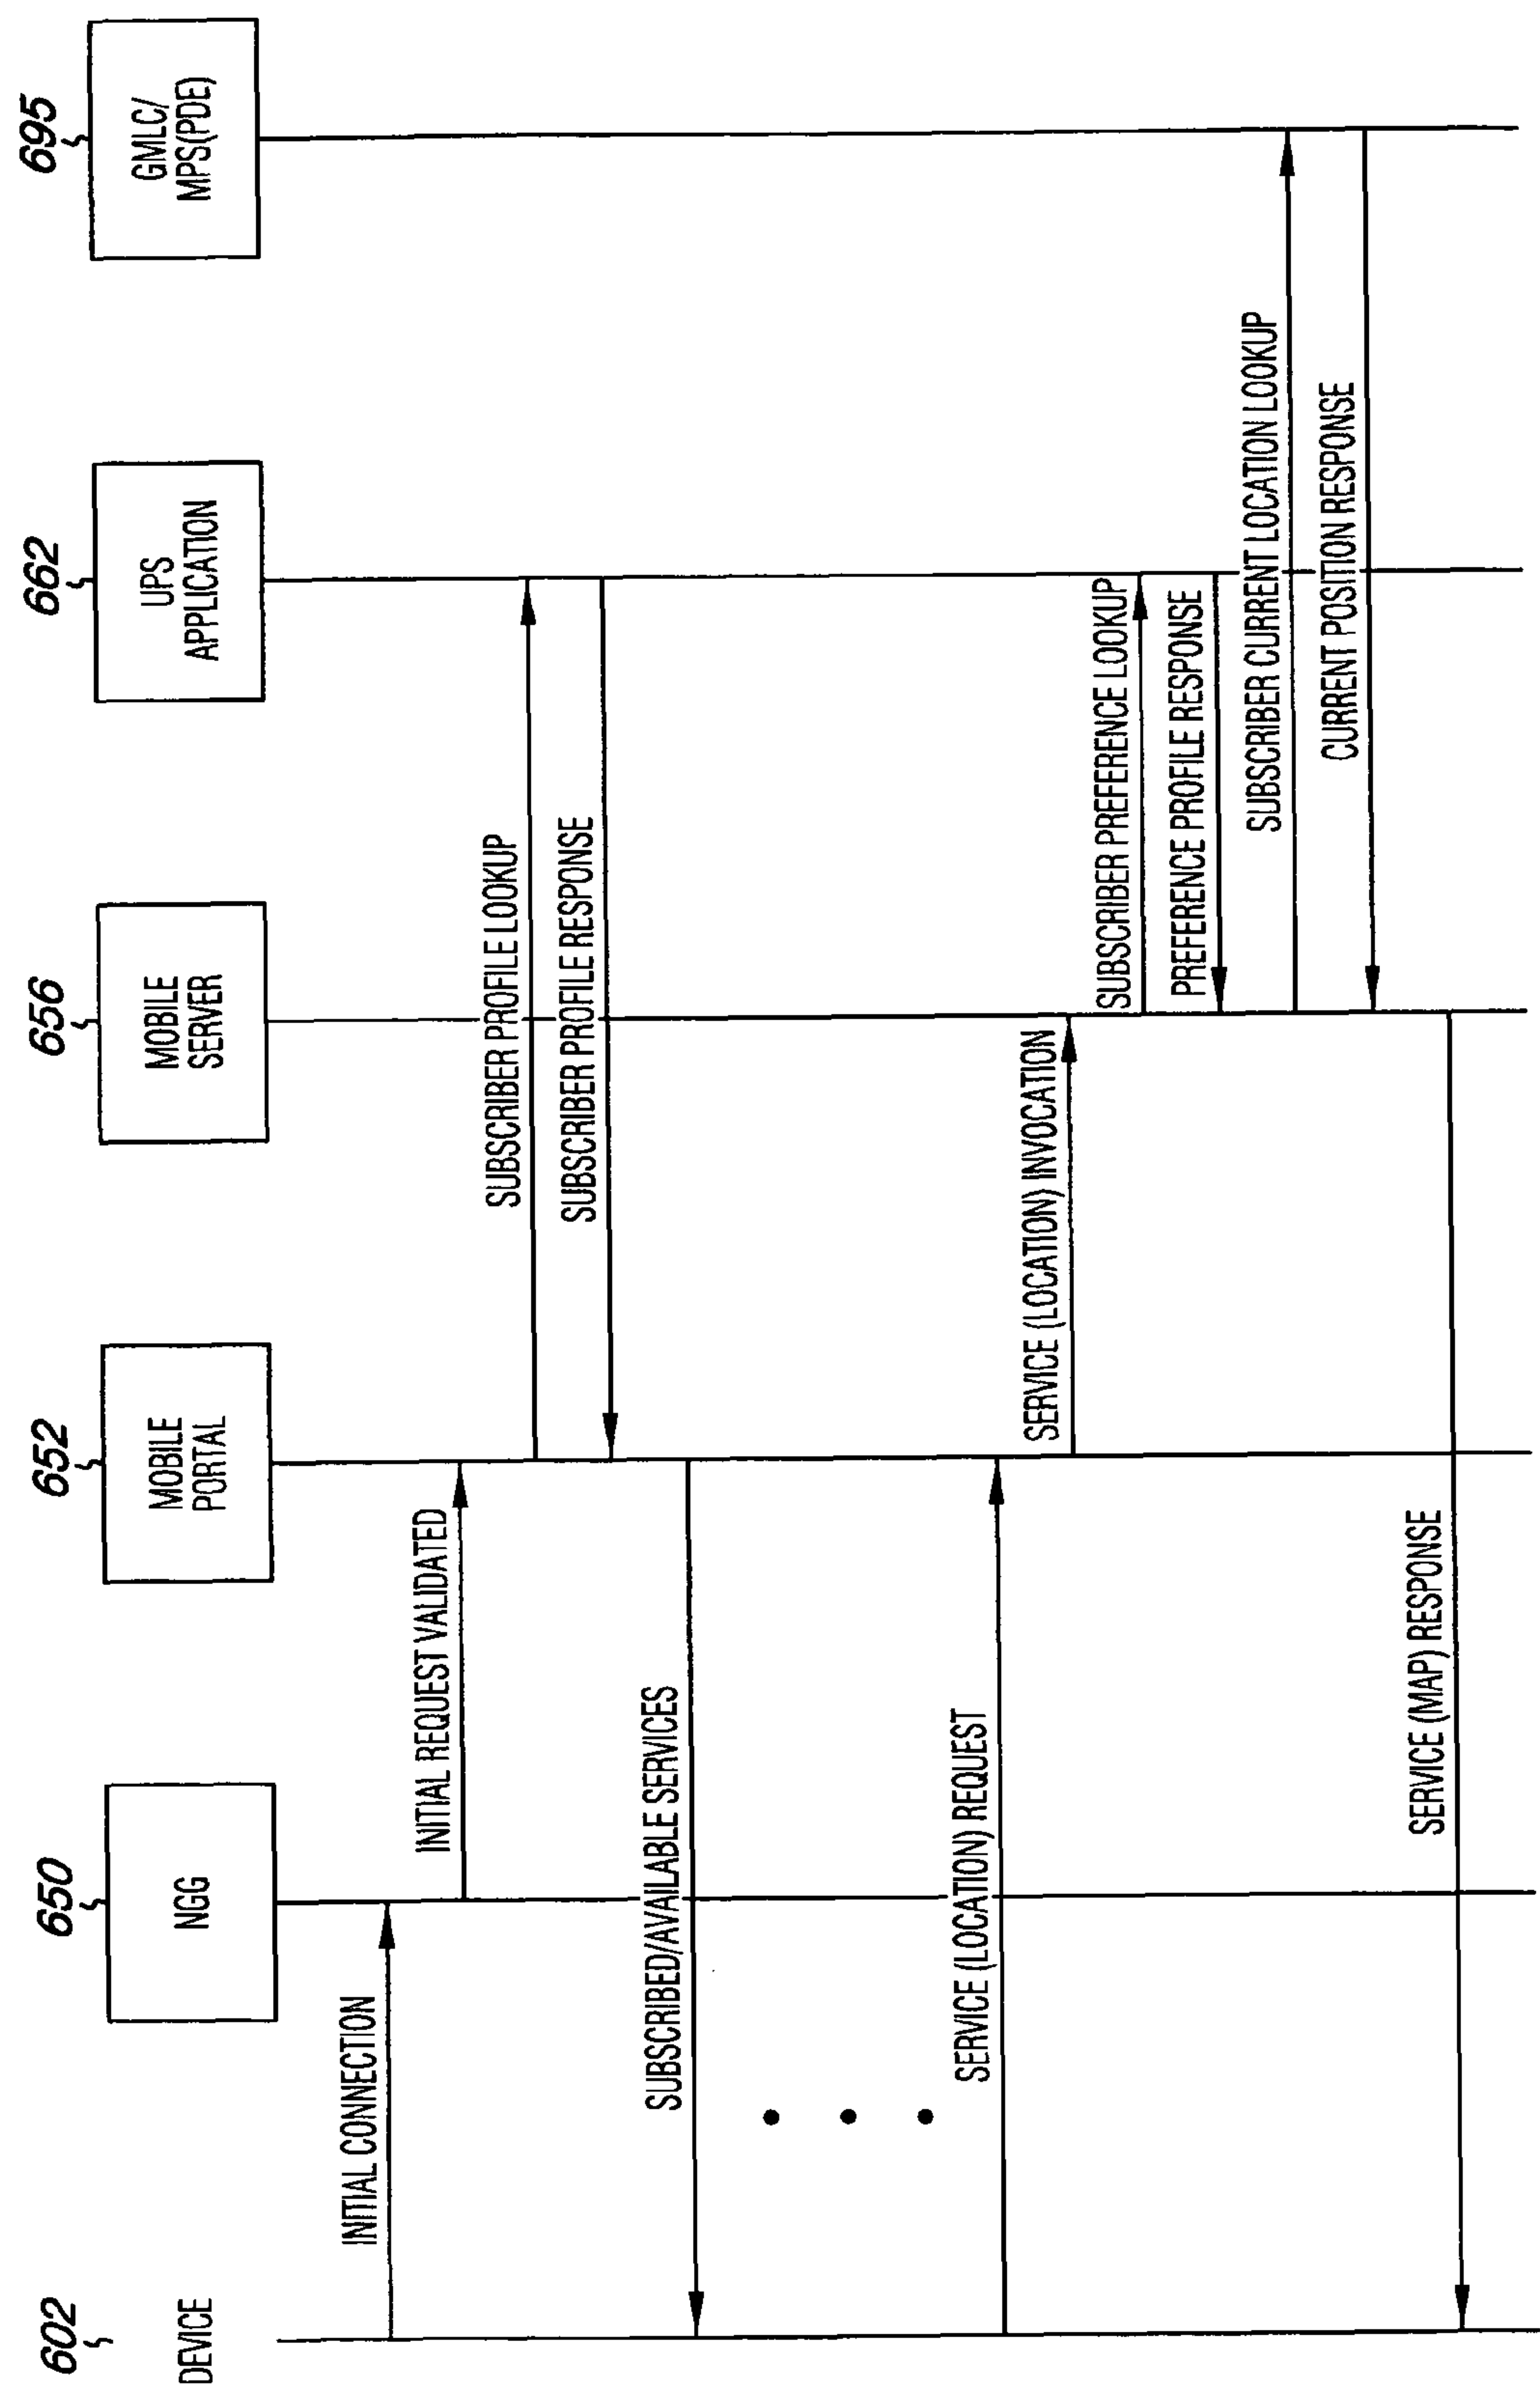 602
DEVICE
650
NGG
652
MOBILE
PORTAL
656
MOBILE
SERVER
662
UPS
APPLICATION
695
GMLC/
MPS(PDE)
INITIAL CONNECTION
INITIAL REQUEST VALIDATED
SUBSCRIBER PROFILE LOOKUP
SUBSCRIBER PROFILE RESPONSE
SUBSCRIBED/AVAILABLE SERVICES
SERVICE (LOCATION) REQUEST
SERVICE (LOCATION) INVOCATION
SUBSCRIBER PREFERENCE LOOKUP
PREFERENCE PROFILE RESPONSE
SUBSCRIBER CURRENT LOCATION LOOKUP
CURRENT POSITION RESPONSE
SERVICE (MAP) RESPONSE